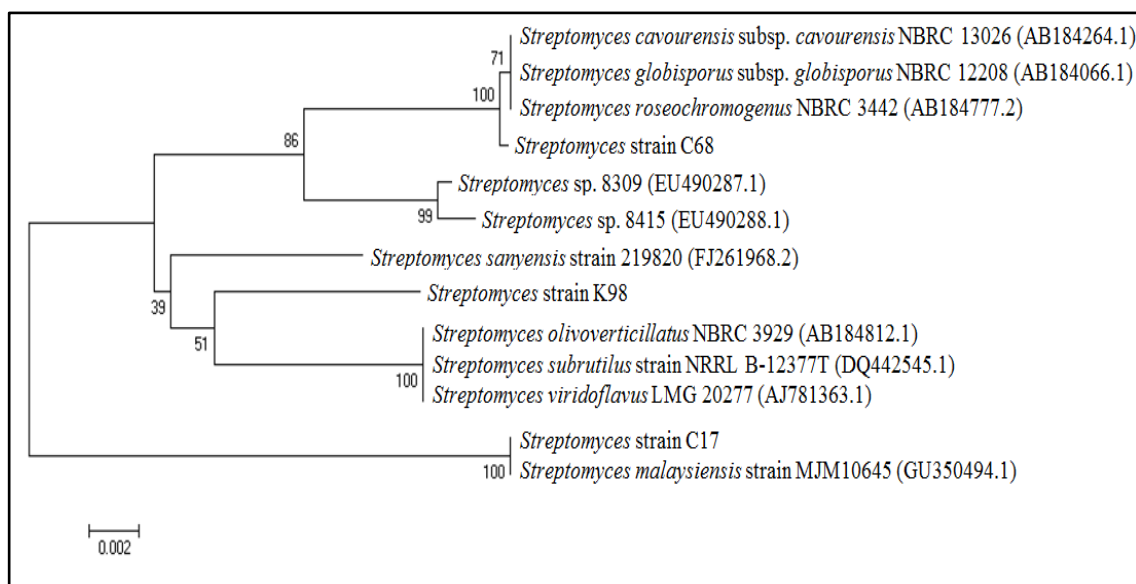 Streptomyces cavourensis subsp. cavourensis NBRC 13026 (AB184264.1)
71
Streptomyces globisporus subsp. globisporus NBRC 12208 (AB184066.1)
100
Streptomyces roseochromogenus NBRC 3442 (AB184777.2)
86
Streptomyces strain C68
Streptomyces sp. 8309 (EU490287.1)
99
Streptomyces sp. 8415 (EU490288.1)
Streptomyces sanyensis strain 219820 (FJ261968.2)
39
Streptomyces strain K98
51
Streptomyces olivoverticillatus NBRC 3929 (AB184812.1)
Streptomyces subrutilus strain NRRL B-12377T (DQ442545.1)
100
Streptomyces viridoflavus LMG 20277 (AJ781363.1)
Streptomyces strain C17
100
Streptomyces malaysiensis strain MJM10645 (GU350494.1)
0.002